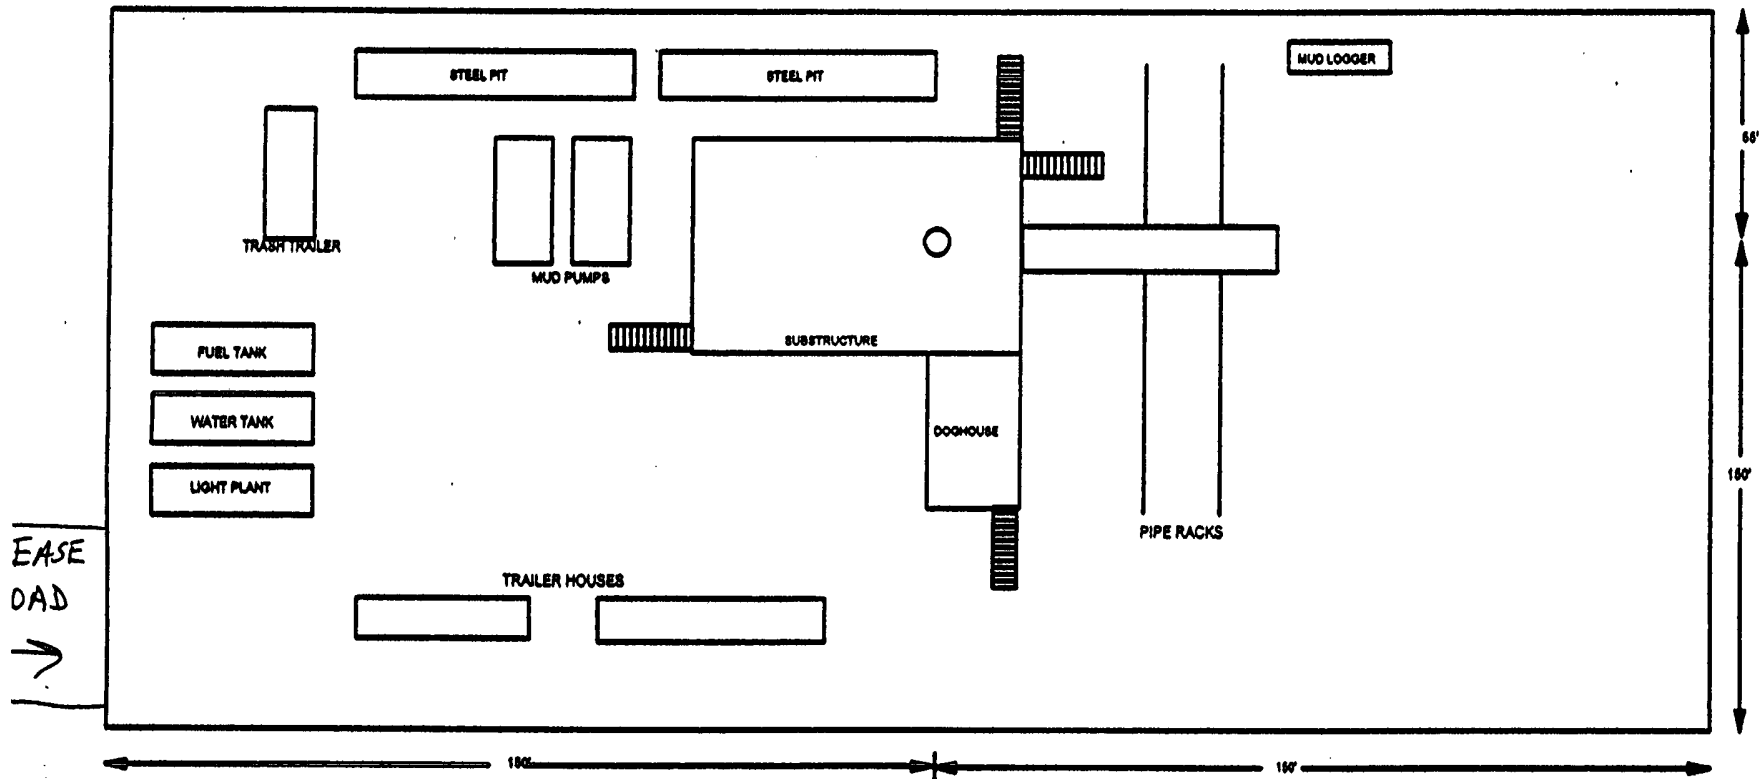 STEEL PIT
STEEL PIT
MUD LOGGER
TRASH TRAILER
MUD PUMPS
FUEL TANK
SUBSTRUCTURE
WATER TANK
DOGHOUSE
LIGHT PLANT
PIPE RACKS
EASE
OAD
TRAILER HOUSES
150'
150'